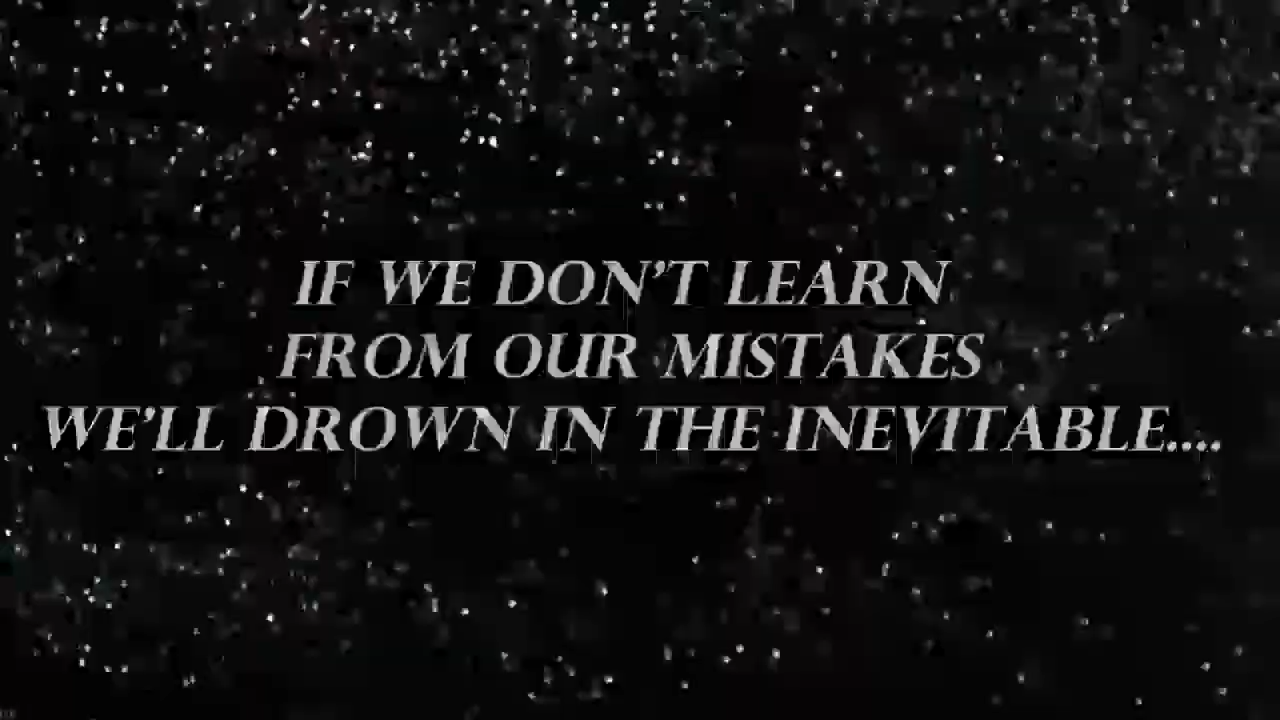 IF WE DON'T LEARN
FROM OUR MISTAKES
WE'LL DROWN IN THE INEVITABLE....